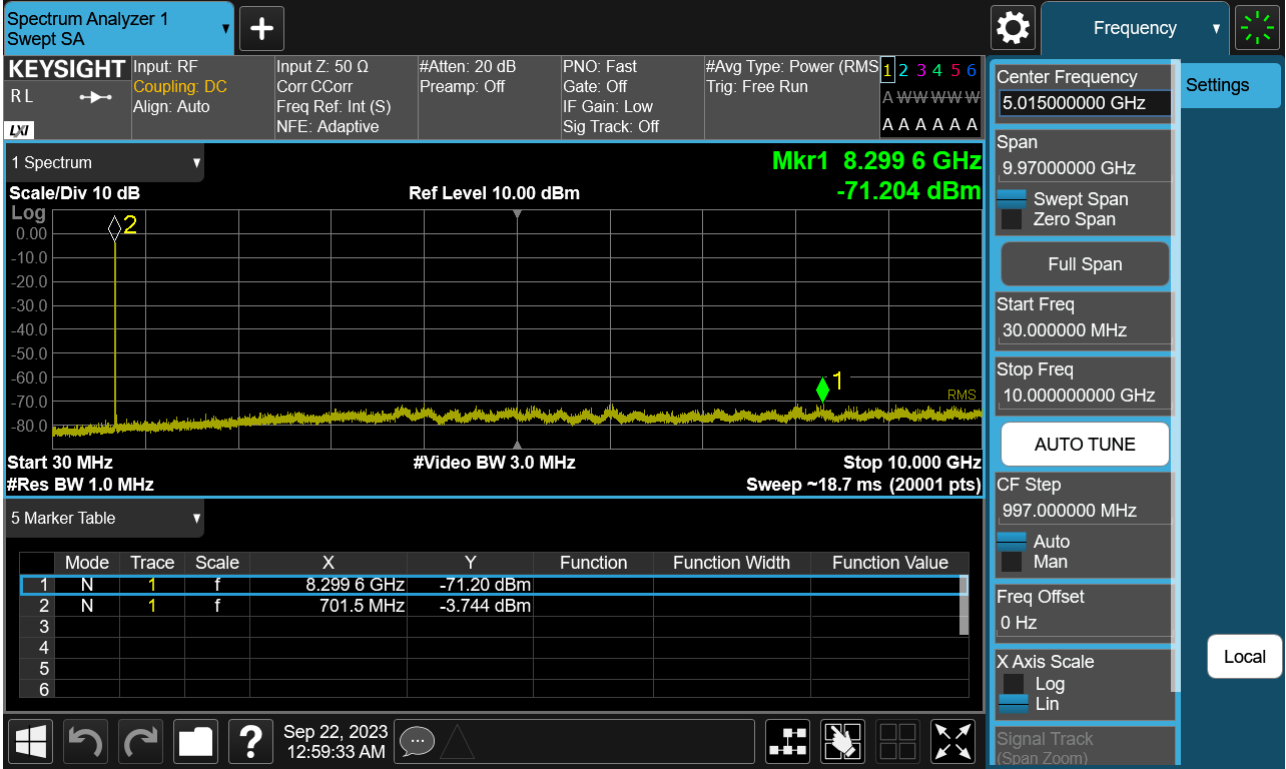 Spectrum Analyzer 1
Swept SA
Frequency
KEYSIGHT
R L
LXI
Input: RF
Coupling: DC
Align: Auto
Input Z: 50 Ω
Corr CCorr
Freq Ref: Int (S)
NFE: Adaptive
#Atten: 20 dB
Preamp: Off
PNO: Fast
Gate: Off
IF Gain: Low
Sig Track: Off
#Avg Type: Power (RMS
Trig: Free Run
1 2 3 4 5 6
A W W W W W
A A A A A A
1 Spectrum
Mkr1 8.299 6 GHz
-71.204 dBm
Scale/Div 10 dB
Ref Level 10.00 dBm
Log
0.00
-10.0
-20.0
-30.0
-40.0
-50.0
-60.0
-70.0
-80.0
2
1
RMS
Start 30 MHz
#Video BW 3.0 MHz
Stop 10.000 GHz
#Res BW 1.0 MHz
Sweep ~18.7 ms (20001 pts)
5 Marker Table
Mode Trace Scale X Y Function Function Width Function Value
1 N 1 f 8.299 6 GHz -71.20 dBm
2 N 1 f 701.5 MHz -3.744 dBm
3
4
5
6
?
Sep 22, 2023
12:59:33 AM
Center Frequency
5.015000000 GHz
Span
9.97000000 GHz
Swept Span
Zero Span
Full Span
Start Freq
30.000000 MHz
Stop Freq
10.000000000 GHz
AUTO TUNE
CF Step
997.000000 MHz
Auto
Man
Freq Offset
0 Hz
X Axis Scale
Log
Lin
Signal Track
(Span Zoom)
Settings
Local